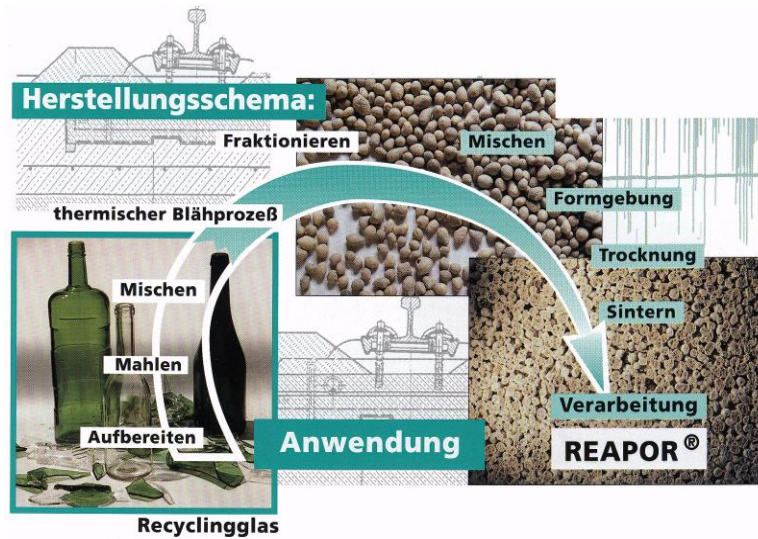 Herstellungsschema:
Fraktionieren
Mischen
Formgebung
thermischer Blähprozeß
Trocknung
Mischen
Sintern
Mahlen
Verarbeitung
Aufbereiten
Anwendung
REAPOR®
Recyclingglas